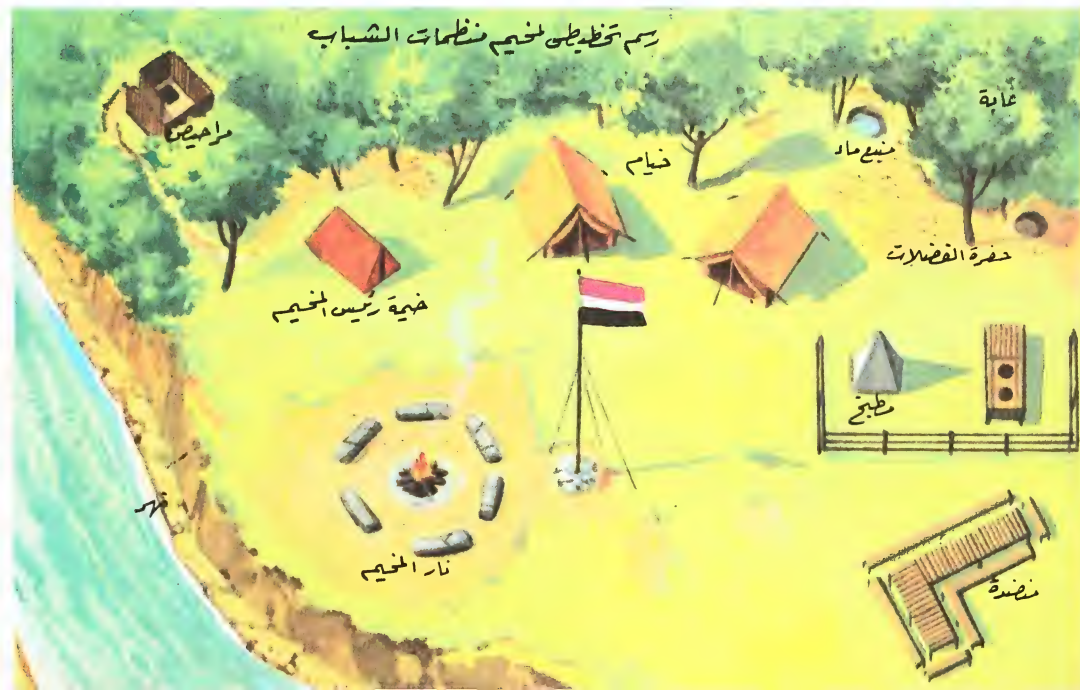 رسم تخطيطي لمخيم منظمات الشباب
غابة
مراحيض
منبع ماء
خيام
حفرة الفضلات
خيمة رئيس المخيم
مطبخ
نهر
نار المخيم
منضدة